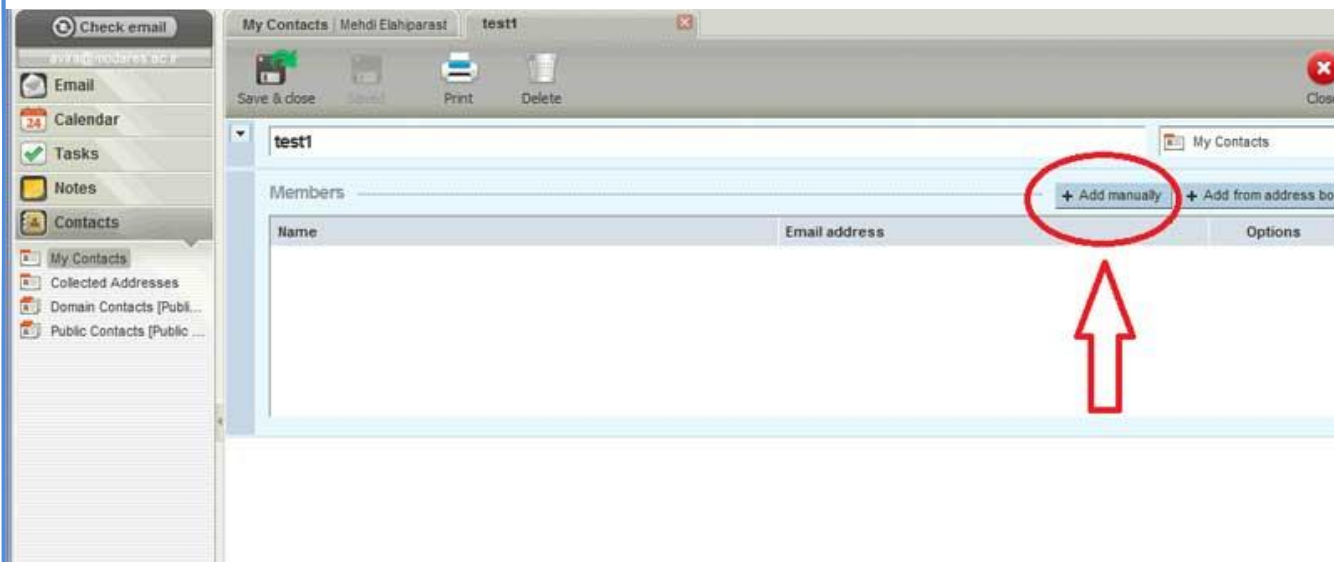 Check email
Email
Calendar
24
Tasks
Notes
Contacts
My Contacts
Collected Addresses
Domain Contacts [Publi...
Public Contacts [Public ...
My Contacts | Mehdi Elahiparast
test1
Save & close
Saved
Print
Delete
Close
test1
My Contacts
Members
+ Add manually
+ Add from address bo
Name
Email address
Options